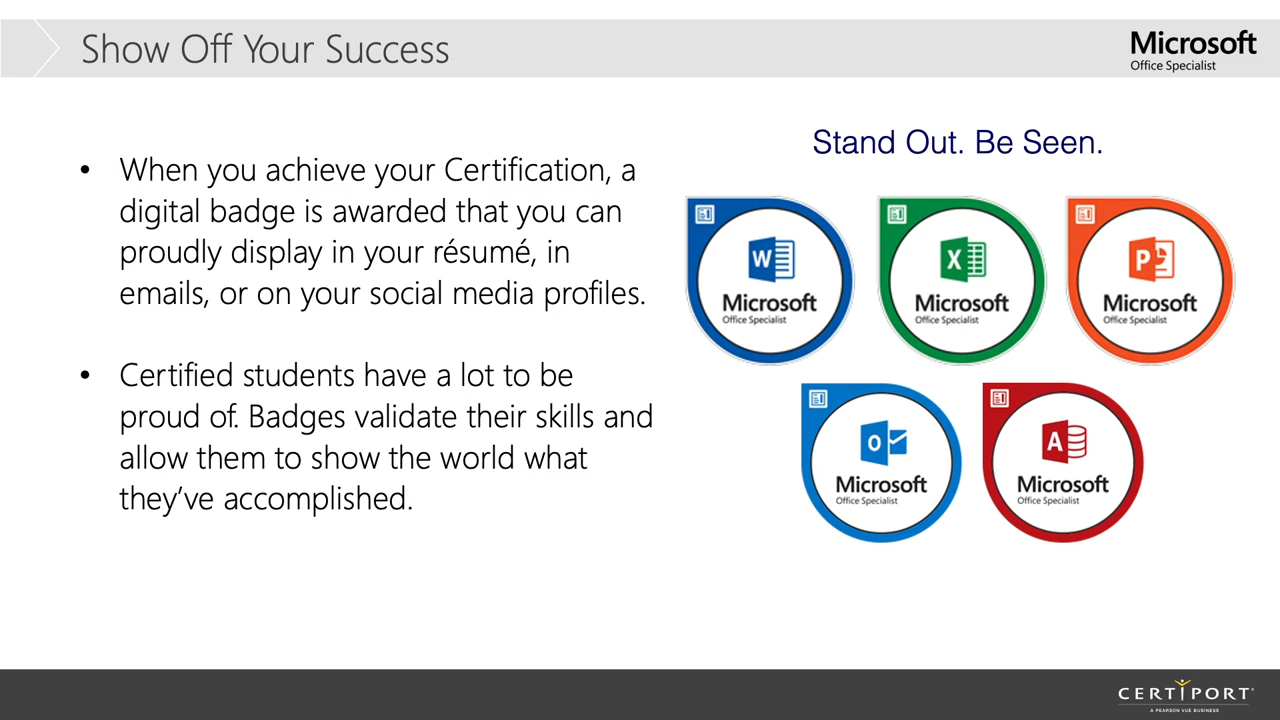 Show Off Your Success
Microsoft
Office Specialist
• When you achieve your Certification, a
digital badge is awarded that you can
proudly display in your résumé, in
emails, or on your social media profiles.
• Certified students have a lot to be
proud of. Badges validate their skills and
allow them to show the world what
they’ve accomplished.
Stand Out. Be Seen.
W
Microsoft
Office Specialist
X
Microsoft
Office Specialist
P
Microsoft
Office Specialist
O
Microsoft
Office Specialist
A
Microsoft
Office Specialist
CERTIPORT
A PEARSON VUE BUSINESS